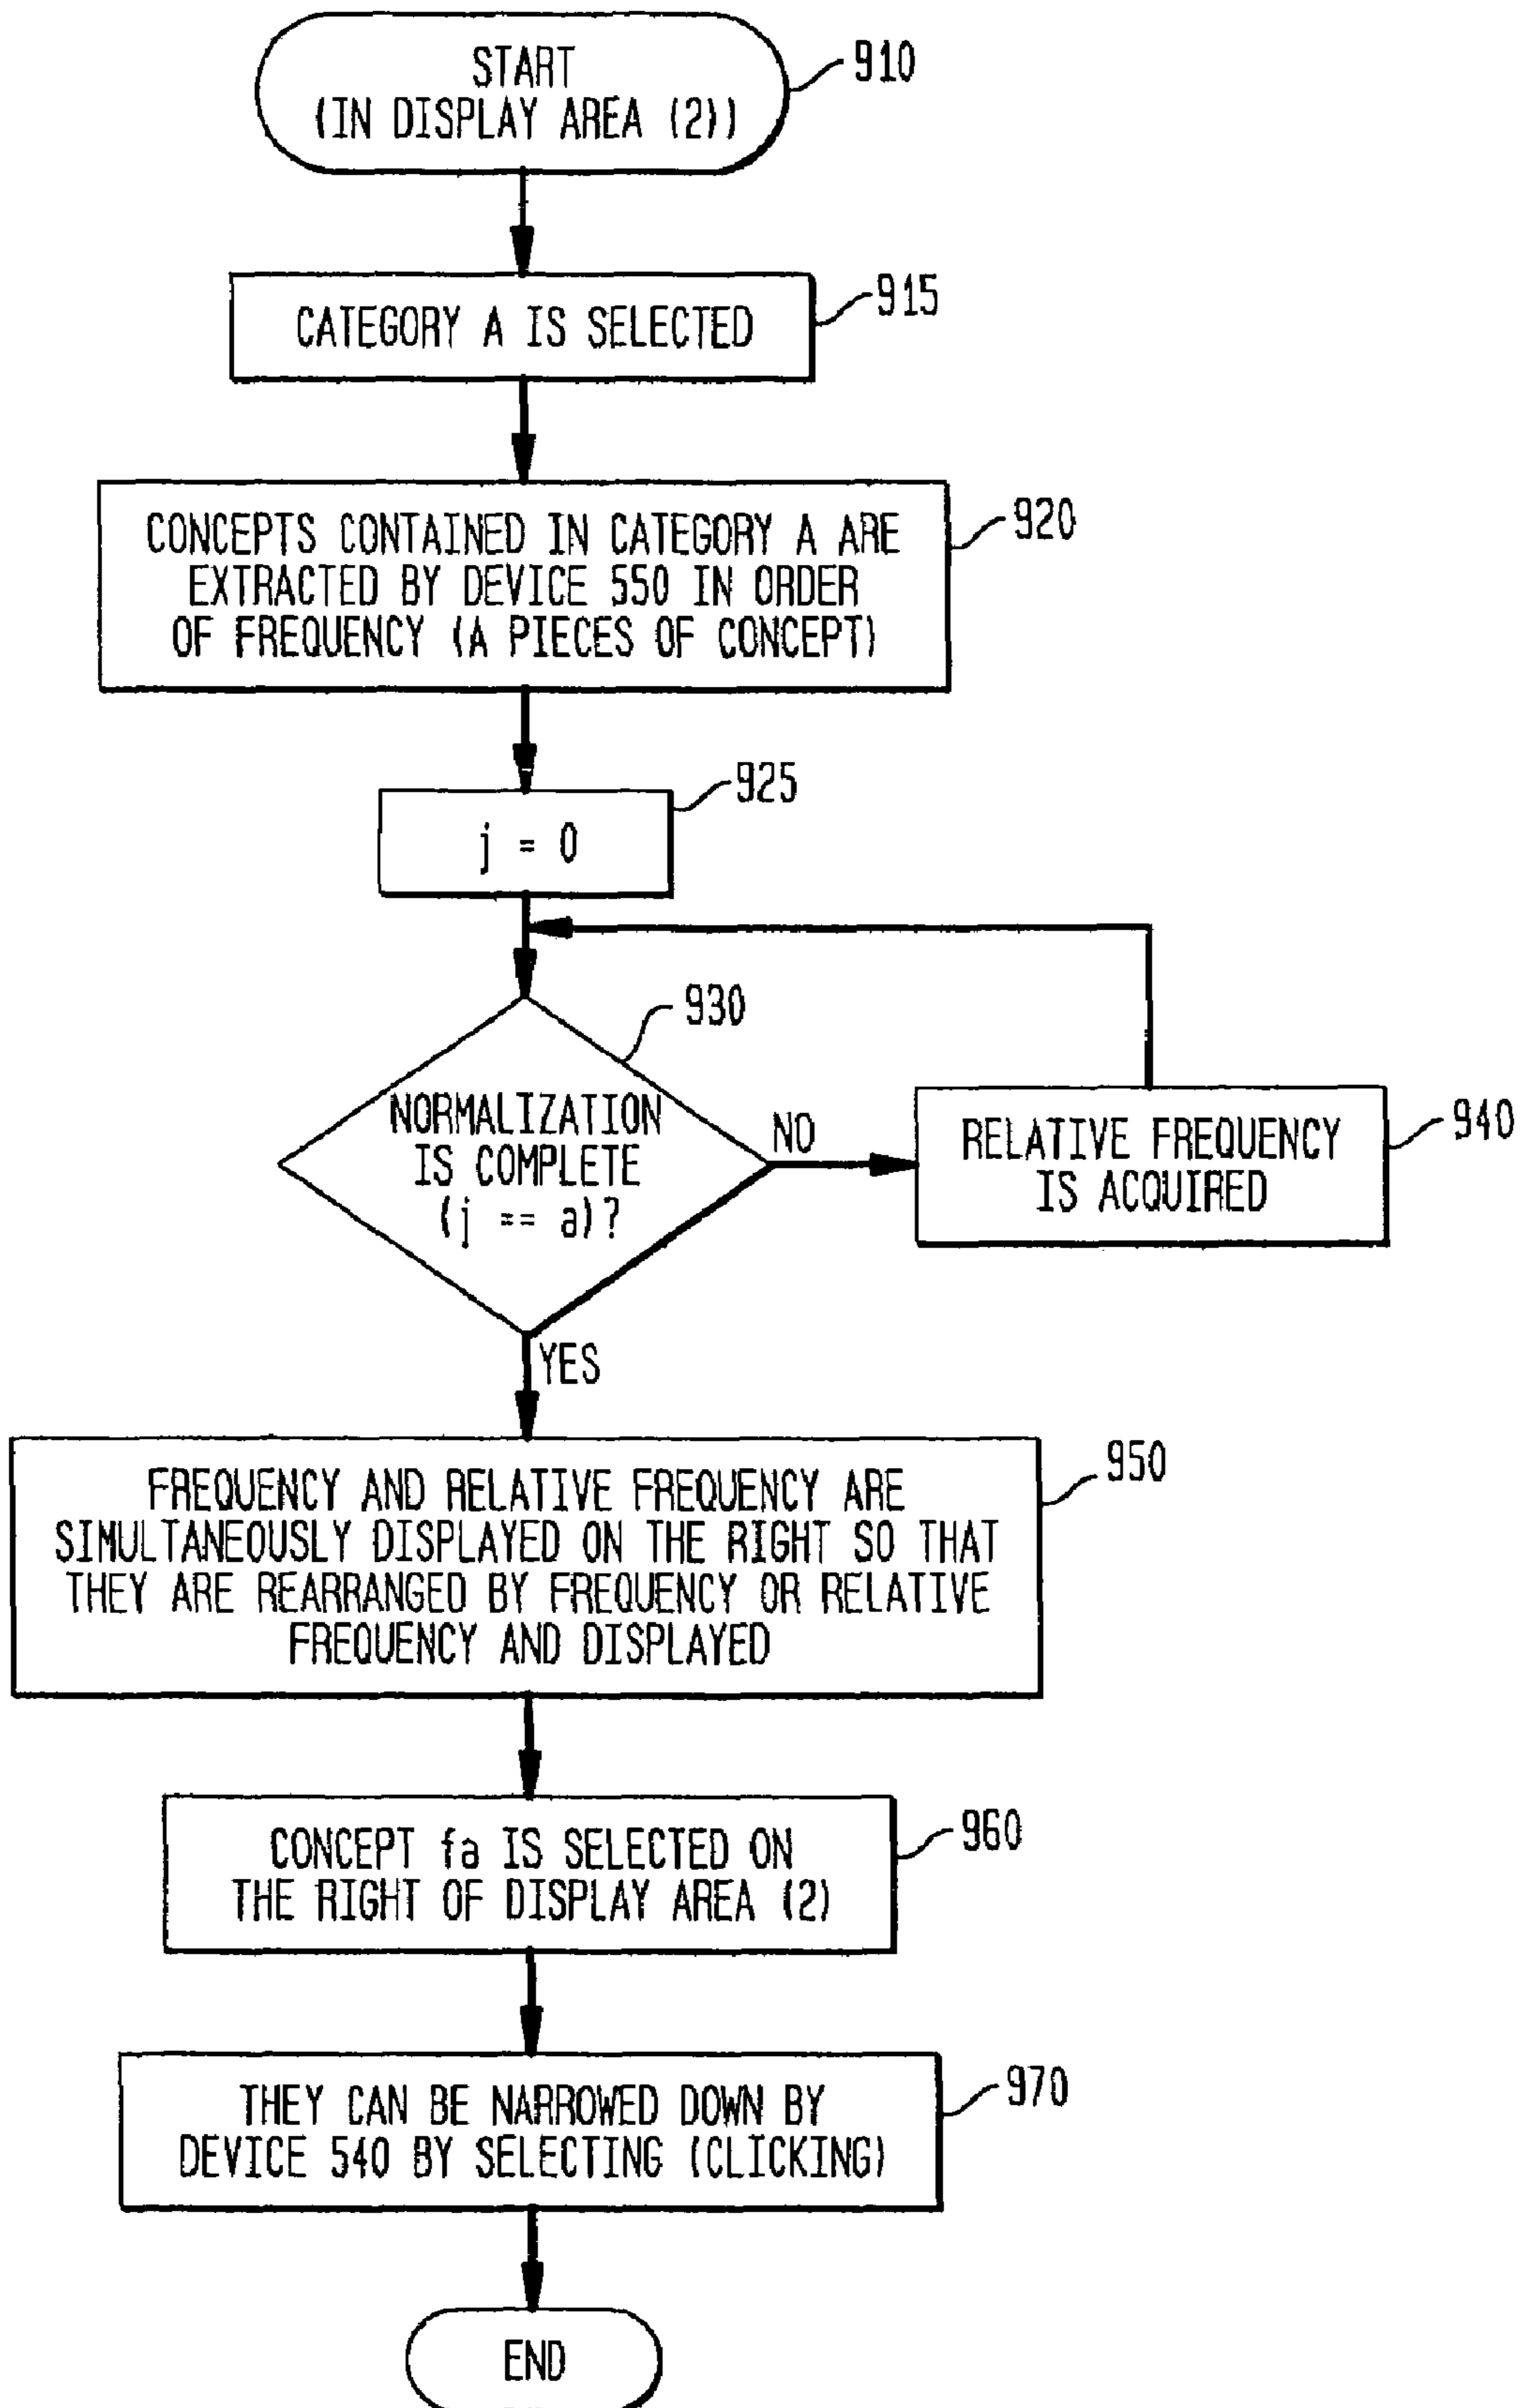 START
(IN DISPLAY AREA (2))
910
CATEGORY A IS SELECTED
915
CONCEPTS CONTAINED IN CATEGORY A ARE
EXTRACTED BY DEVICE 550 IN ORDER
OF FREQUENCY (A PIECES OF CONCEPT)
920
j = 0
925
NORMALIZATION
IS COMPLETE
(j == a)?
930
NO
RELATIVE FREQUENCY
IS ACQUIRED
940
YES
FREQUENCY AND RELATIVE FREQUENCY ARE
SIMULTANEOUSLY DISPLAYED ON THE RIGHT SO THAT
THEY ARE REARRANGED BY FREQUENCY OR RELATIVE
FREQUENCY AND DISPLAYED
950
CONCEPT fa IS SELECTED ON
THE RIGHT OF DISPLAY AREA (2)
960
THEY CAN BE NARROWED DOWN BY
DEVICE 540 BY SELECTING (CLICKING)
970
END